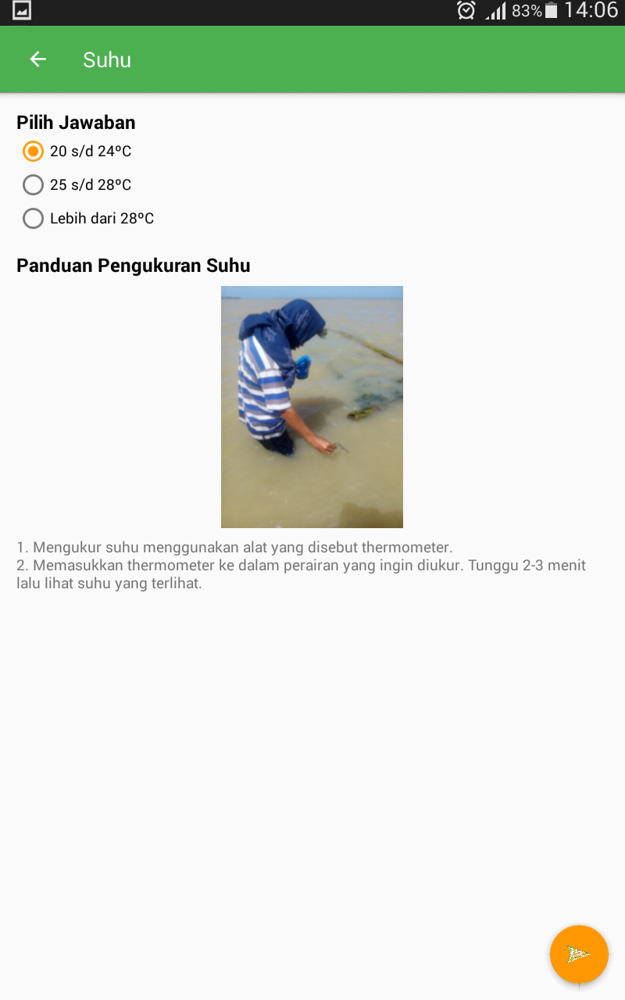 83% 14:06
Suhu
Pilih Jawaban
20 s/d 24ºC
25 s/d 28ºC
Lebih dari 28ºC
Panduan Pengukuran Suhu
1. Mengukur suhu menggunakan alat yang disebut thermometer.
2. Memasukkan thermometer ke dalam perairan yang ingin diukur. Tunggu 2-3 menit
lalu lihat suhu yang terlihat.